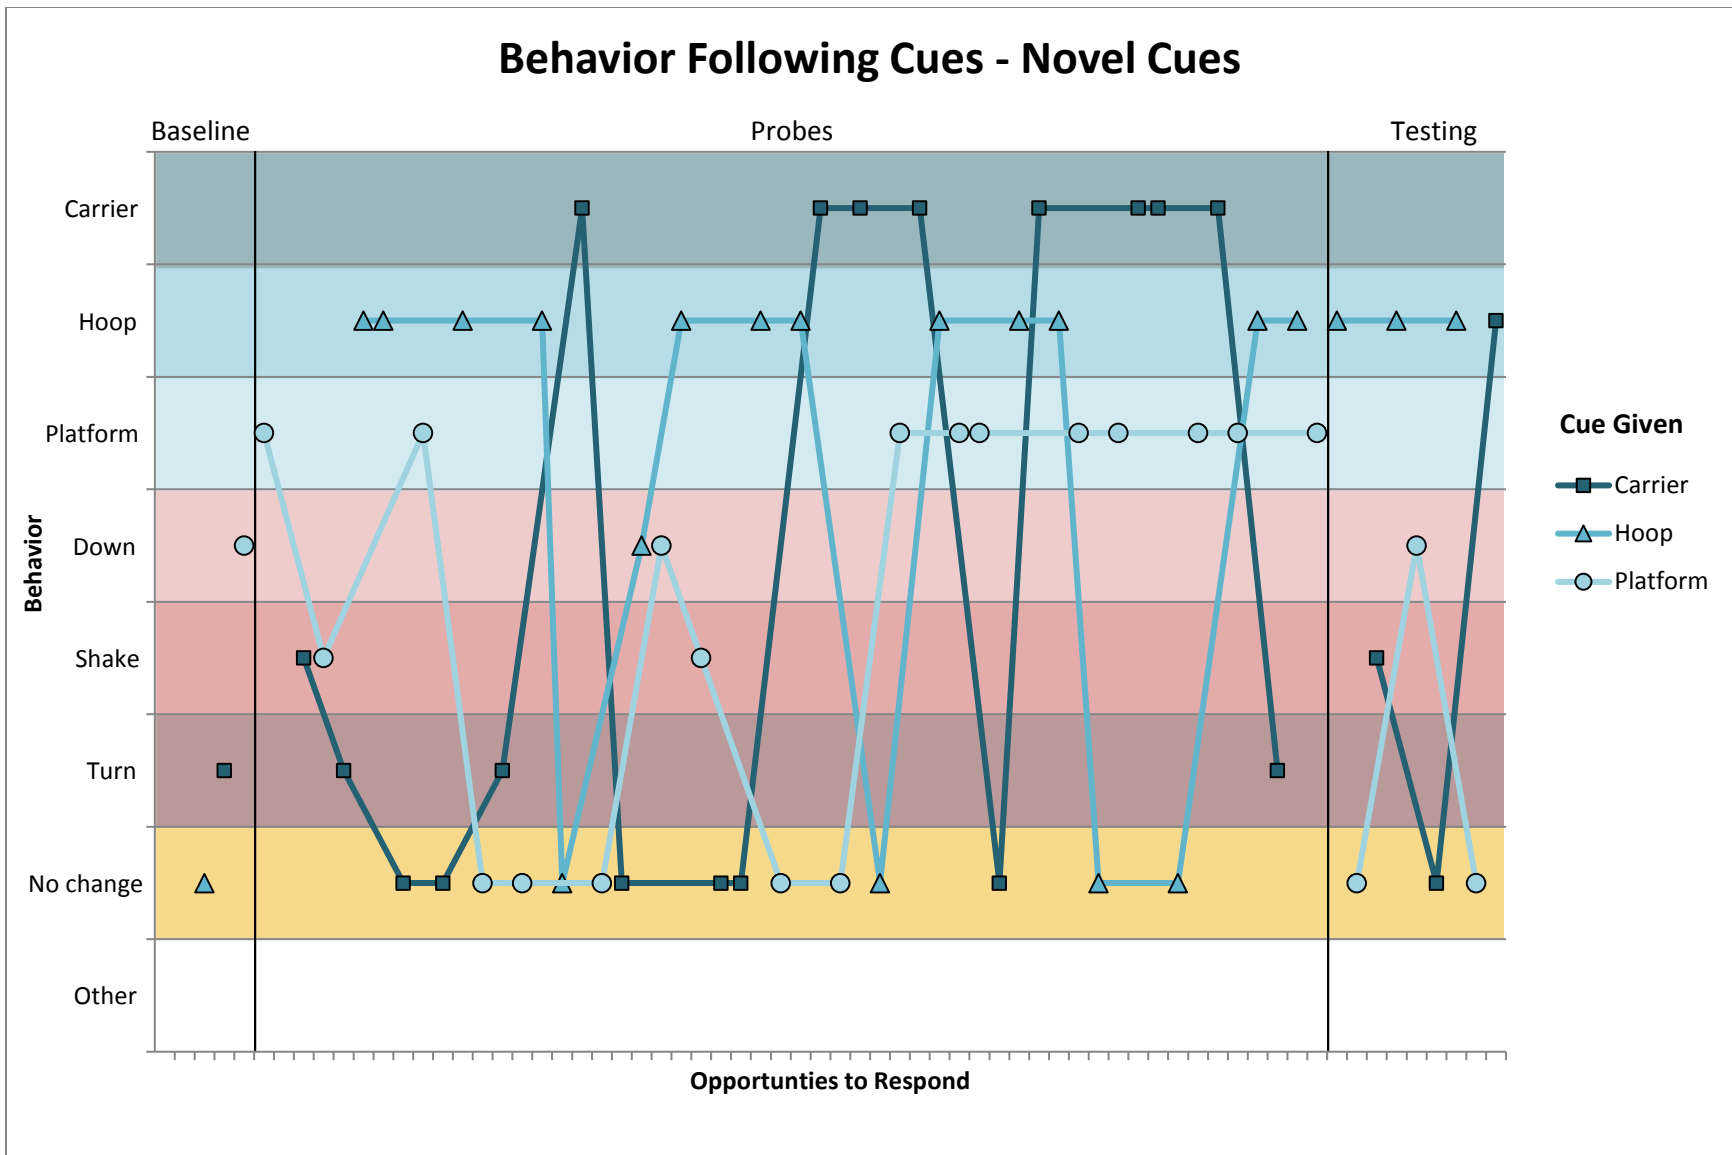 Behavior Following Cues - Novel Cues
Baseline
Probes
Testing
Carrier
Hoop
Platform
Down
Shake
Turn
No change
Other
Behavior
Opportunties to Respond
Cue Given
Carrier
Hoop
Platform